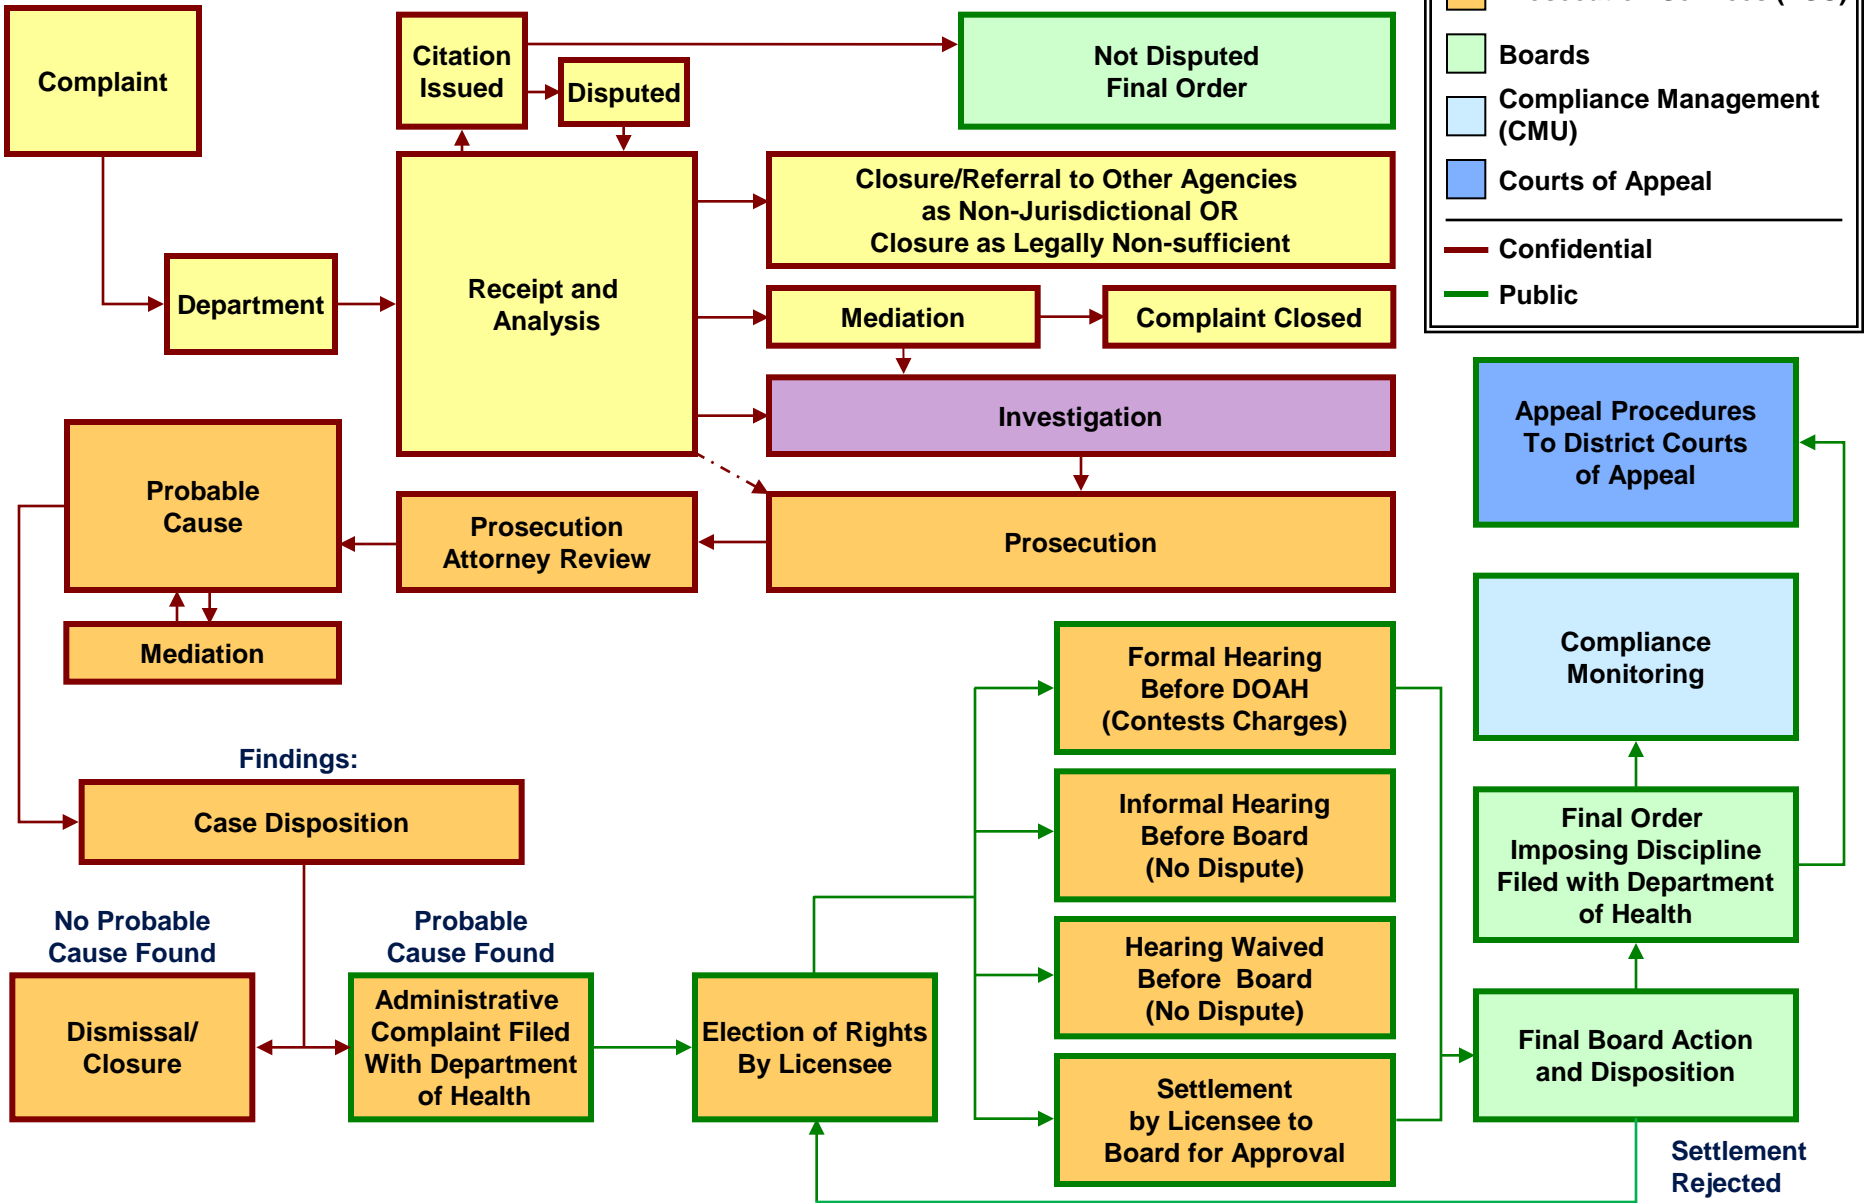 Complaint
Citation
Issued
Disputed
Not Disputed
Final Order
Boards
Compliance Management
(CMU)
Courts of Appeal
Confidential
Public
Department
Receipt and
Analysis
Closure/Referral to Other Agencies
as Non-Jurisdictional OR
Closure as Legally Non-sufficient
Mediation
Complaint Closed
Investigation
Appeal Procedures
To District Courts
of Appeal
Probable
Cause
Prosecution
Attorney Review
Prosecution
Mediation
Formal Hearing
Before DOAH
(Contests Charges)
Compliance
Monitoring
Findings:
Case Disposition
Informal Hearing
Before Board
(No Dispute)
Final Order
Imposing Discipline
Filed with Department
of Health
No Probable
Cause Found
Probable
Cause Found
Hearing Waived
Before Board
(No Dispute)
Dismissal/
Closure
Administrative
Complaint Filed
With Department
of Health
Election of Rights
By Licensee
Final Board Action
and Disposition
Settlement
by Licensee to
Board for Approval
Settlement
Rejected